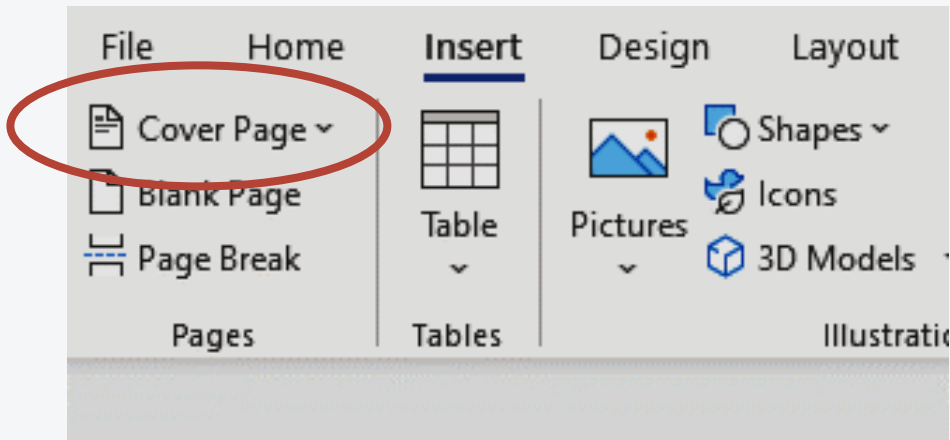 File Home Insert Design Layout
Cover Page
Blank Page
Page Break
Pages
Table
Tables
Pictures
Shapes
Icons
3D Models
Illustratio